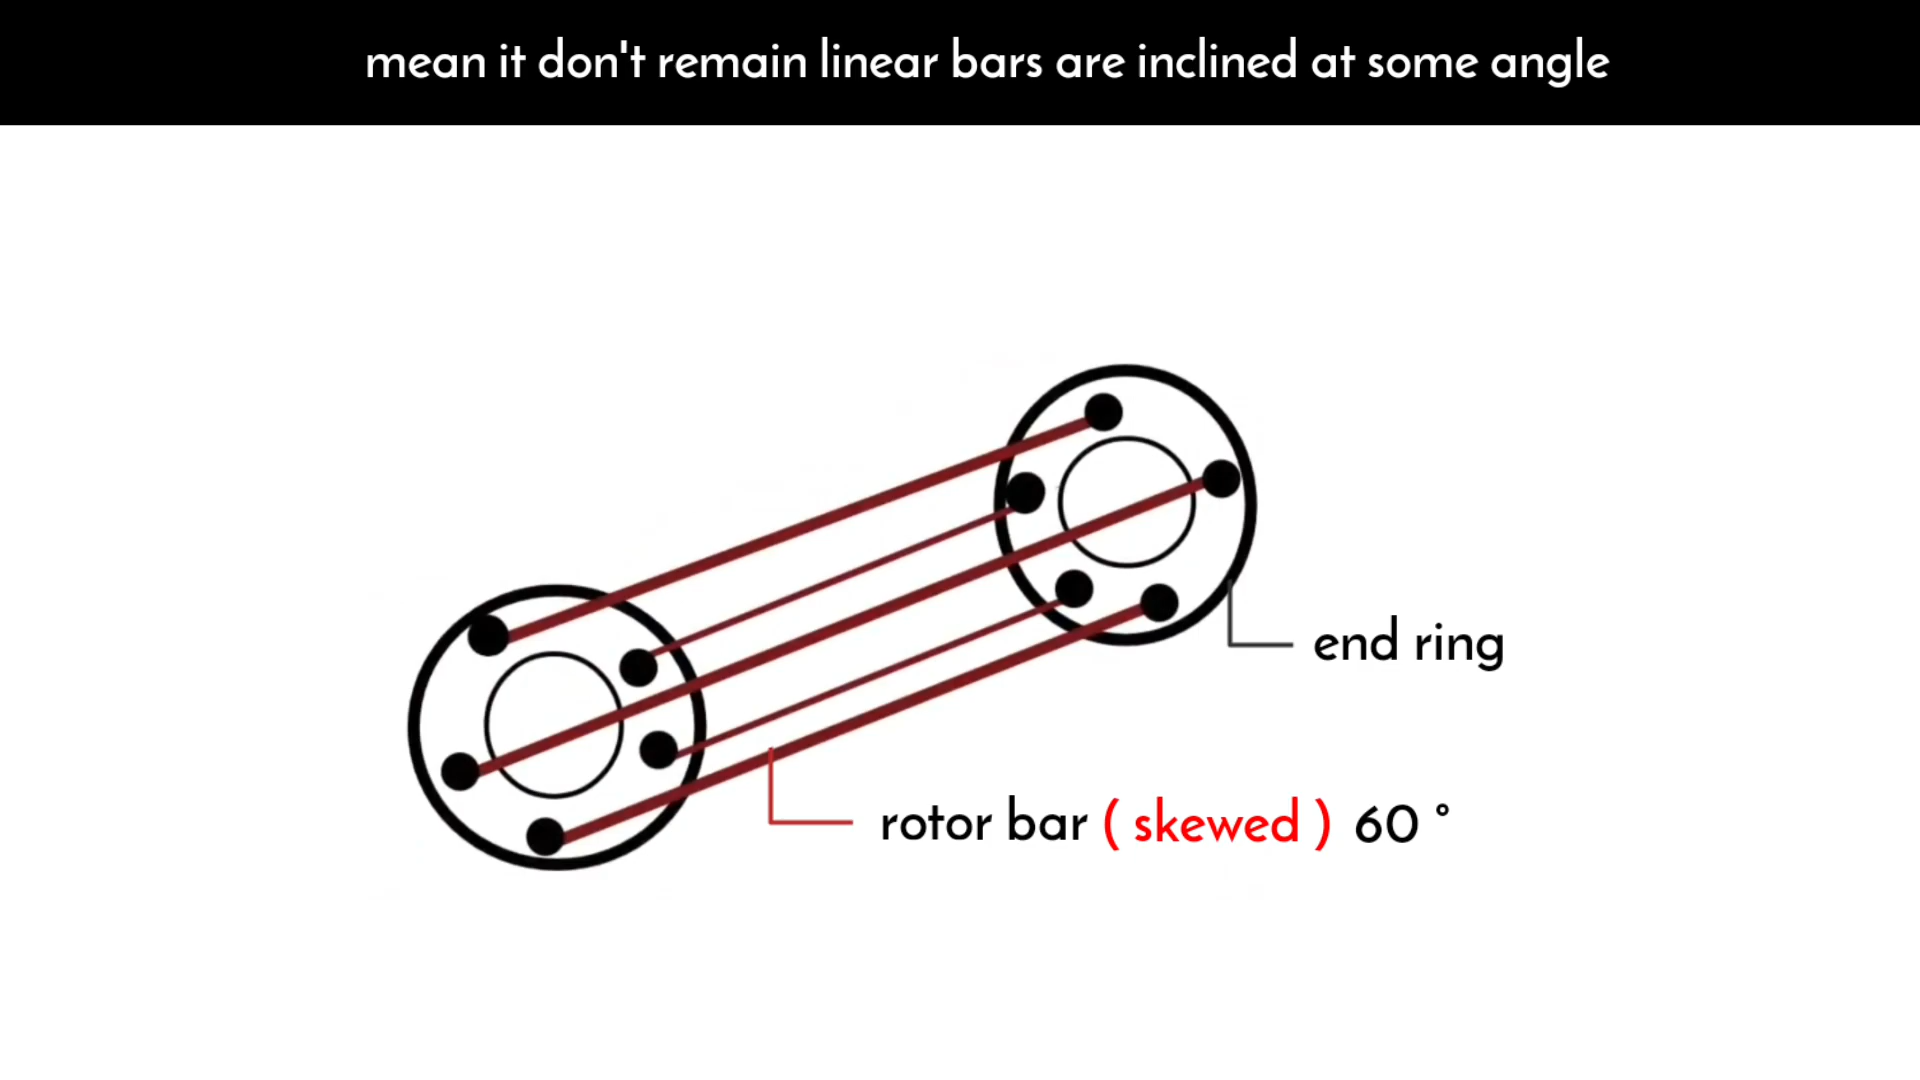 mean it don't remain linear bars are inclined at some angle
end ring
rotor bar ( skewed ) 60 °